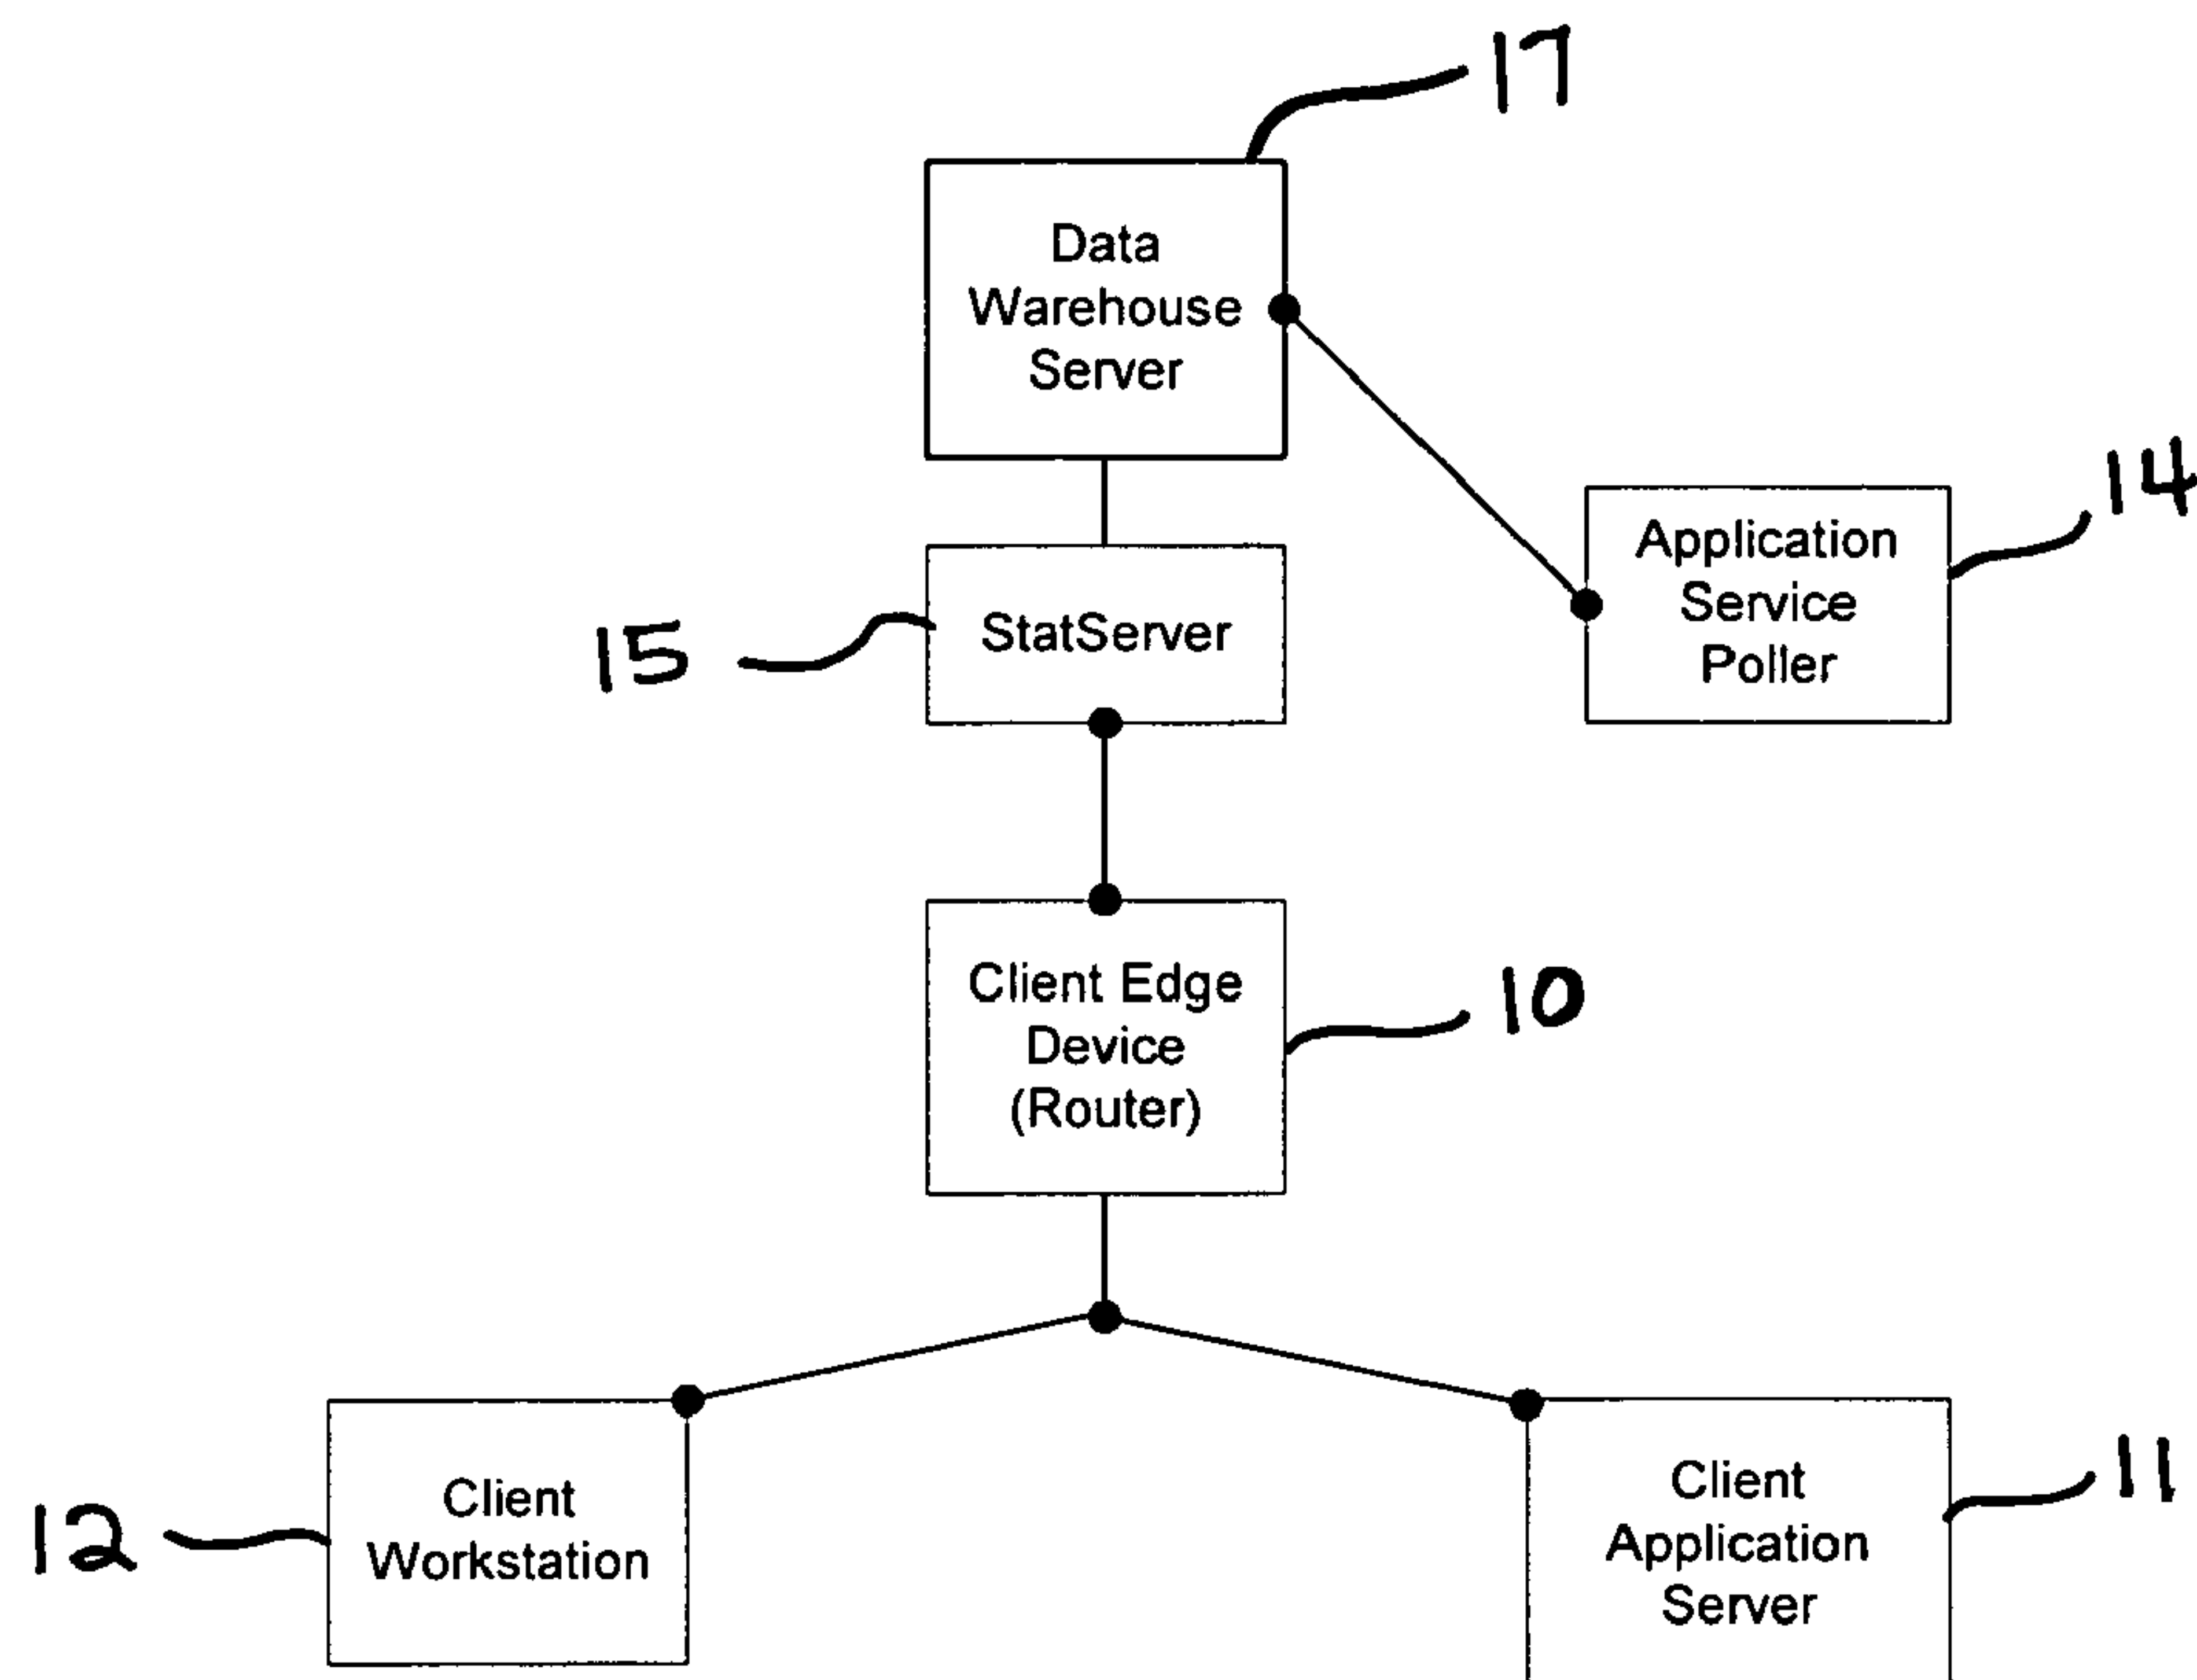 17
Data
Warehouse
Server
14
Application
Service
Poller
15
StatServer
Client Edge
Device
(Router)
10
12
Client
Workstation
Client
Application
Server
11